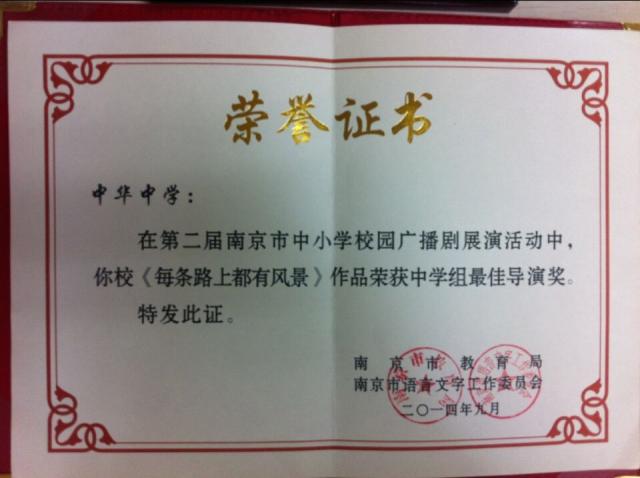 荣誉证书
中华中学：
在第二届南京市中小学校园广播剧展演活动中，
你校《每条路上都有风景》作品荣获中学组最佳导演奖。
特发此证。
南京市教育局
南京市语言文字工作委员会
二〇一四年九月